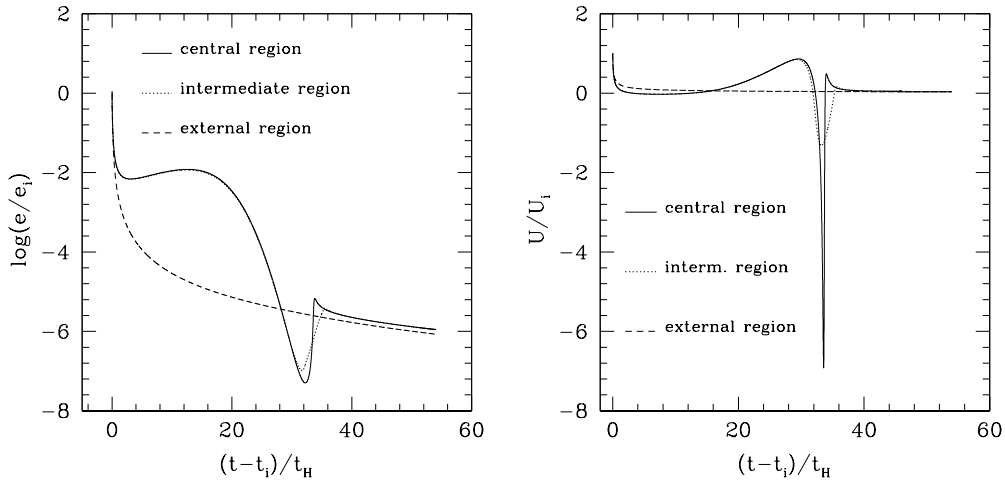 2
0
−2
−4
−6
−8
log(e/e_i)
central region
intermediate region
external region
0
20
40
60
(t−t_i)/t_H
2
0
−2
−4
−6
−8
U/U_i
central region
interm. region
external region
0
20
40
60
(t−t_i)/t_H